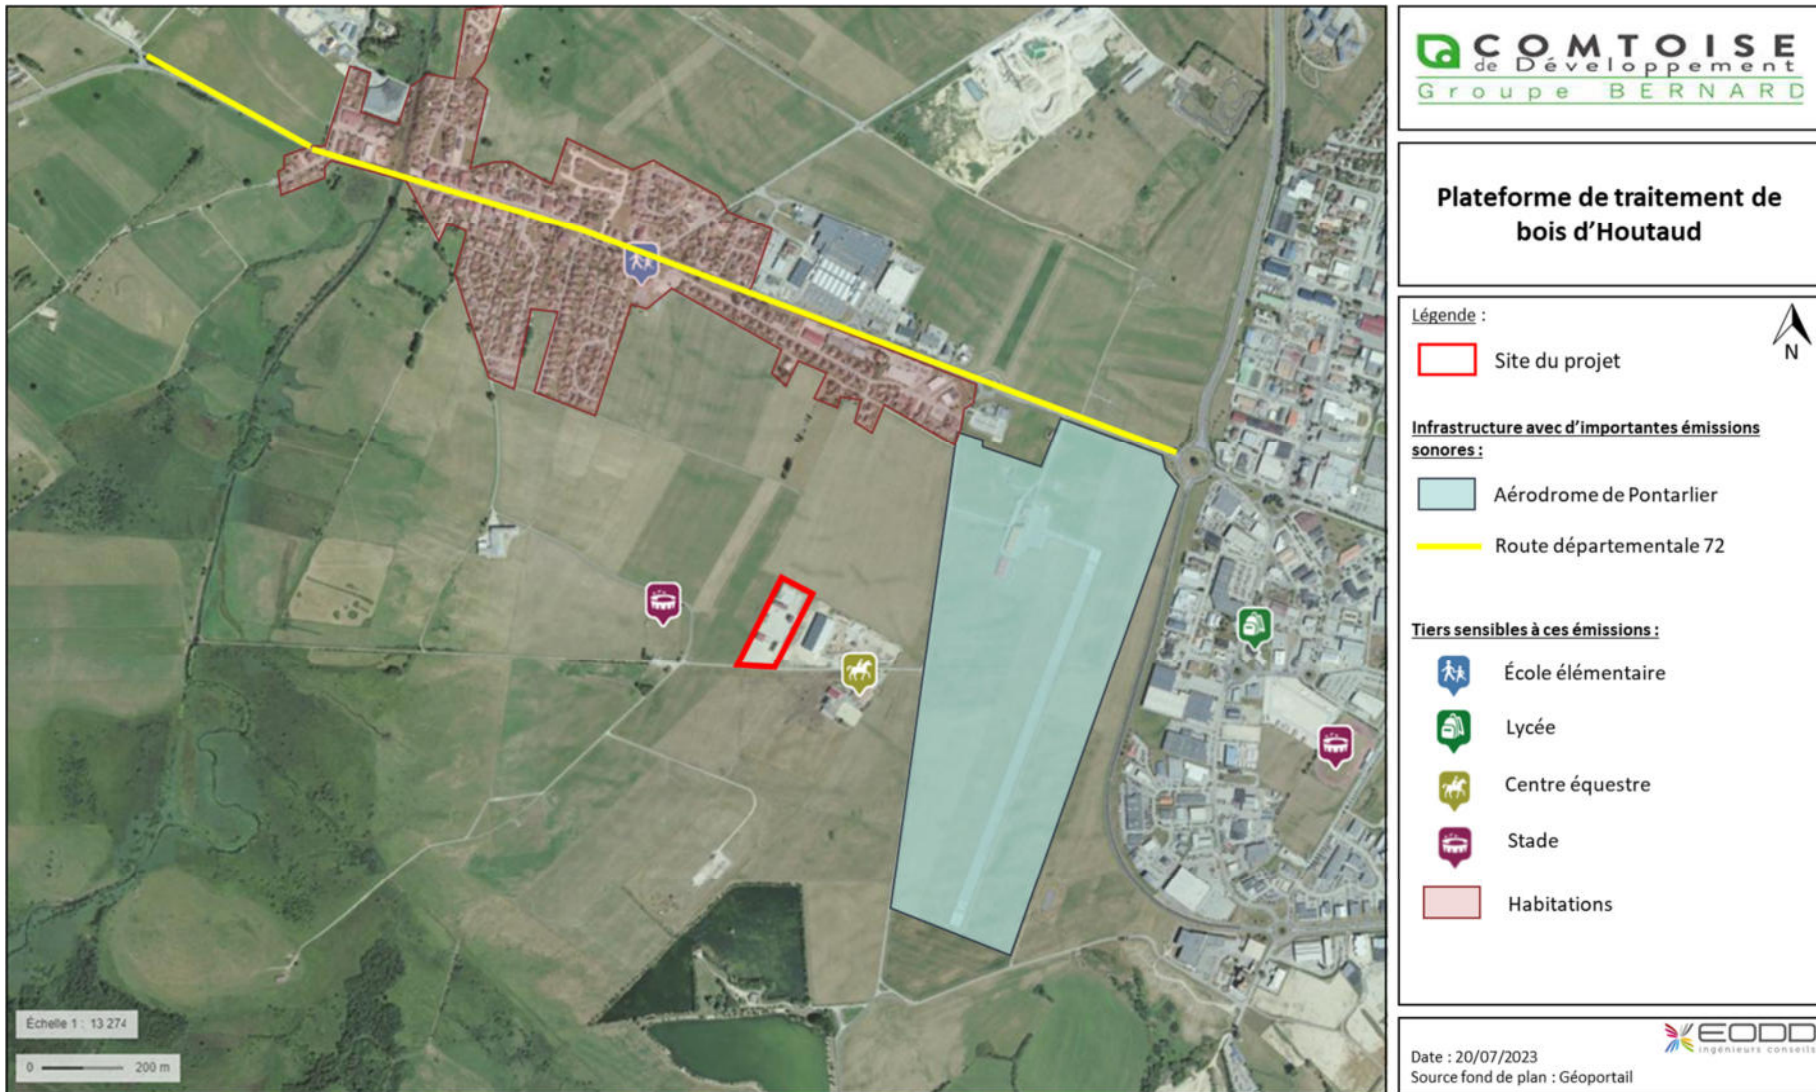 COMTOISE
de Développement
Groupe BERNARD
Plateforme de traitement de
bois d'Houtaud
Légende :
N
Site du projet
Infrastructure avec d'importantes émissions
sonores :
Aérodrome de Pontarlier
Route départementale 72
Tiers sensibles à ces émissions :
École élémentaire
Lycée
Centre équestre
Stade
Habitations
Échelle 1 : 13 274
0 200 m
EODD
ingénieurs conseils
Date : 20/07/2023
Source fond de plan : Géoportail